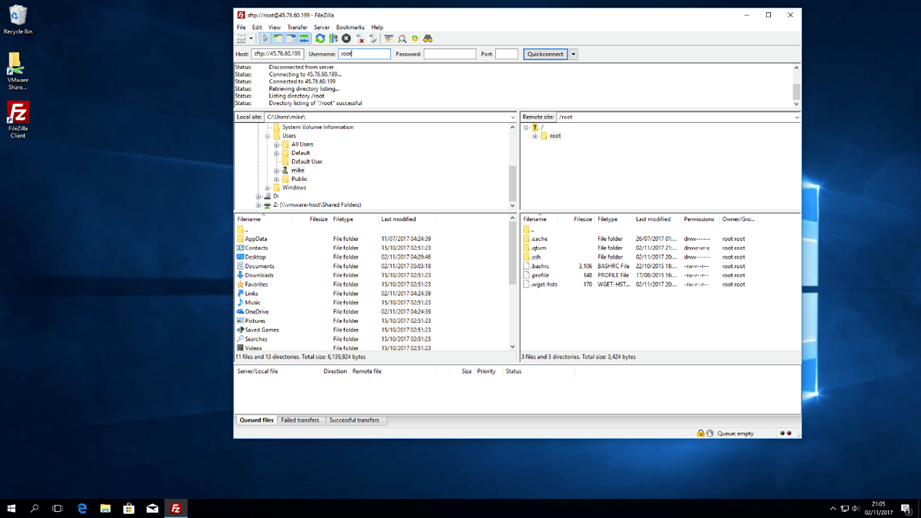 Recycle Bin
VMware Share...
FileZilla Client
sftp://root@45.76.60.199 - FileZilla
File Edit View Transfer Server Bookmarks Help
Host: sftp://45.76.60.199 Username: root Password: Port: Quickconnect
Status: Disconnected from server
Status: Connecting to 45.76.60.199...
Status: Connected to 45.76.60.199
Status: Retrieving directory listing...
Status: Listing directory /root
Status: Directory listing of "/root" successful
Local site: C:\Users\mike\
System Volume Information
Users
All Users
Default
Default User
mike
Public
Windows
D:
Z: (\\vmware-host\Shared Folders)
Remote site: /root
/
root
Filename Filesize Filetype Last modified
..
AppData File folder 11/07/2017 04:24:39
Contacts File folder 15/10/2017 02:51:23
Desktop File folder 02/11/2017 04:29:46
Documents File folder 02/11/2017 05:03:18
Downloads File folder 15/10/2017 02:51:23
Favorites File folder 15/10/2017 02:51:23
Links File folder 02/11/2017 04:24:39
Music File folder 15/10/2017 02:51:23
OneDrive File folder 02/11/2017 04:24:39
Pictures File folder 15/10/2017 02:51:23
Saved Games File folder 15/10/2017 02:51:23
Searches File folder 15/10/2017 02:51:23
Videos File folder 15/10/2017 02:51:23
11 files and 13 directories. Total size: 6,139,924 bytes
Filename Filesize Filetype Last modified Permissions Owner/Gro...
..
.cache File folder 26/07/2017 01:... drwx------ root root
.qtum File folder 02/11/2017 20:... drwxr-xr-x root root
.ssh File folder 02/11/2017 20:... drwx------ root root
.bashrc 3,106 BASHRC File 22/10/2015 18:... -rw-r--r-- root root
.profile 148 PROFILE File 17/08/2015 16:... -rw-r--r-- root root
.wget-hsts 170 WGET-HST... 02/11/2017 20:... -rw-r--r-- root root
3 files and 3 directories. Total size: 3,424 bytes
Server/Local file Direction Remote file Size Priority Status
Queued files Failed transfers Successful transfers
Queue: empty
21:05
02/11/2017